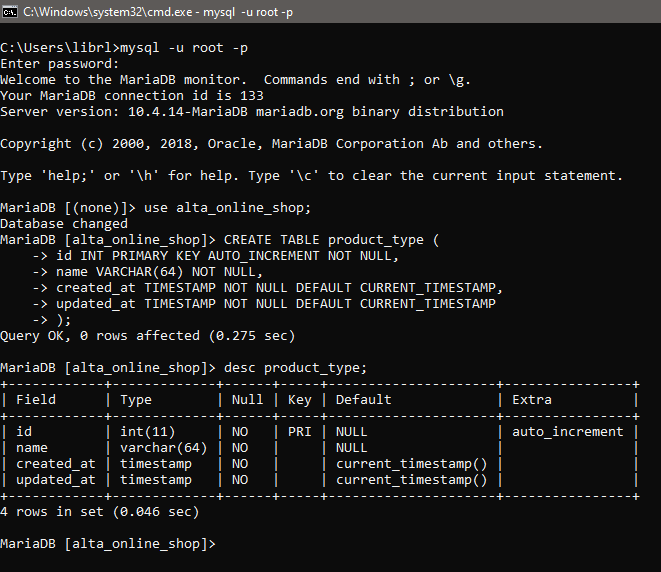 C:\Windows\system32\cmd.exe - mysql -u root -p
C:\Users\librl>mysql -u root -p
Enter password:
Welcome to the MariaDB monitor.  Commands end with ; or \g.
Your MariaDB connection id is 133
Server version: 10.4.14-MariaDB mariadb.org binary distribution

Copyright (c) 2000, 2018, Oracle, MariaDB Corporation Ab and others.

Type 'help;' or '\h' for help. Type '\c' to clear the current input statement.

MariaDB [(none)]> use alta_online_shop;
Database changed
MariaDB [alta_online_shop]> CREATE TABLE product_type (
    -> id INT PRIMARY KEY AUTO_INCREMENT NOT NULL,
    -> name VARCHAR(64) NOT NULL,
    -> created_at TIMESTAMP NOT NULL DEFAULT CURRENT_TIMESTAMP,
    -> updated_at TIMESTAMP NOT NULL DEFAULT CURRENT_TIMESTAMP
    -> );
Query OK, 0 rows affected (0.275 sec)

MariaDB [alta_online_shop]> desc product_type;
+------------+-------------+------+-----+---------------------+----------------+
| Field      | Type        | Null | Key | Default             | Extra          |
+------------+-------------+------+-----+---------------------+----------------+
| id         | int(11)     | NO   | PRI | NULL                | auto_increment |
| name       | varchar(64) | NO   |     | NULL                |                |
| created_at | timestamp   | NO   |     | current_timestamp() |                |
| updated_at | timestamp   | NO   |     | current_timestamp() |                |
+------------+-------------+------+-----+---------------------+----------------+
4 rows in set (0.046 sec)

MariaDB [alta_online_shop]>